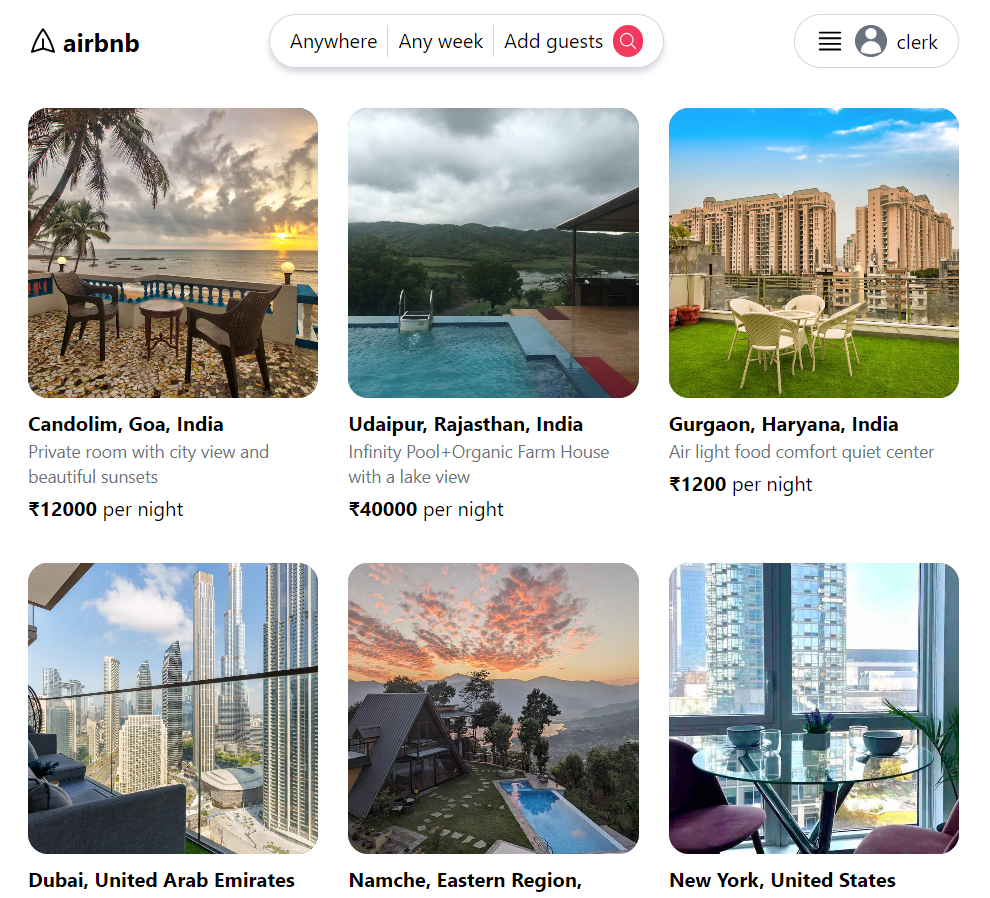 airbnb
Anywhere
Any week
Add guests
clerk
Candolim, Goa, India
Private room with city view and
beautiful sunsets
₹12000 per night
Udaipur, Rajasthan, India
Infinity Pool+Organic Farm House
with a lake view
₹40000 per night
Gurgaon, Haryana, India
Air light food comfort quiet center
₹1200 per night
Dubai, United Arab Emirates
Namche, Eastern Region,
New York, United States